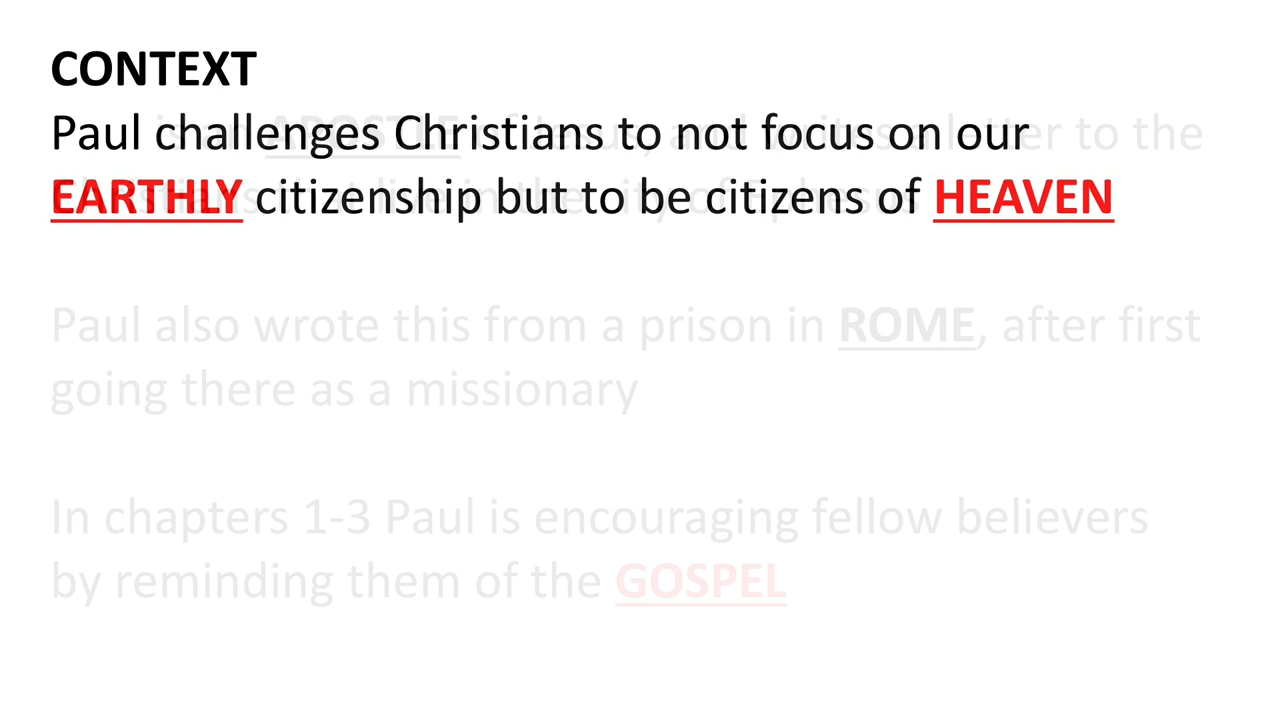 CONTEXT
Paul challenges Christians to not focus on our
EARTHLY citizenship but to be citizens of HEAVEN
Paul also wrote this from a prison in ROME, after first
going there as a missionary
In chapters 1-3 Paul is encouraging fellow believers
by reminding them of the GOSPEL